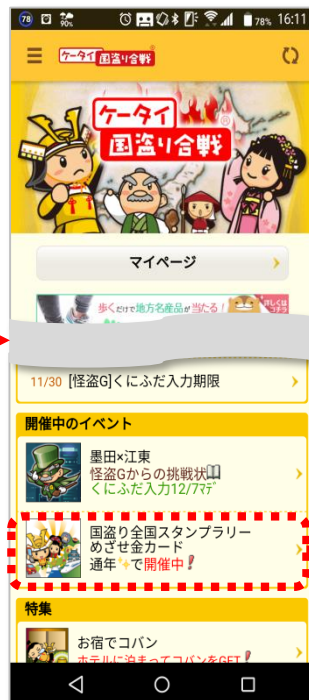 78 90% 78% 16:11
ケータイ国盗り合戦
ケータイ
国盗り合戦
マイページ
歩くだけで地方名産品が当たる! 詳しくは
コチラ
11/30 [怪盗G]くにふだ入力期限
開催中のイベント
墨田×江東
怪盗Gからの挑戦状
くにふだ入力12/7マデ
国盗り全国スタンプラリー
めざせ金カード
通年で開催中!
特集
お宿でコバン
ホテルに泊まってコバンをGET!